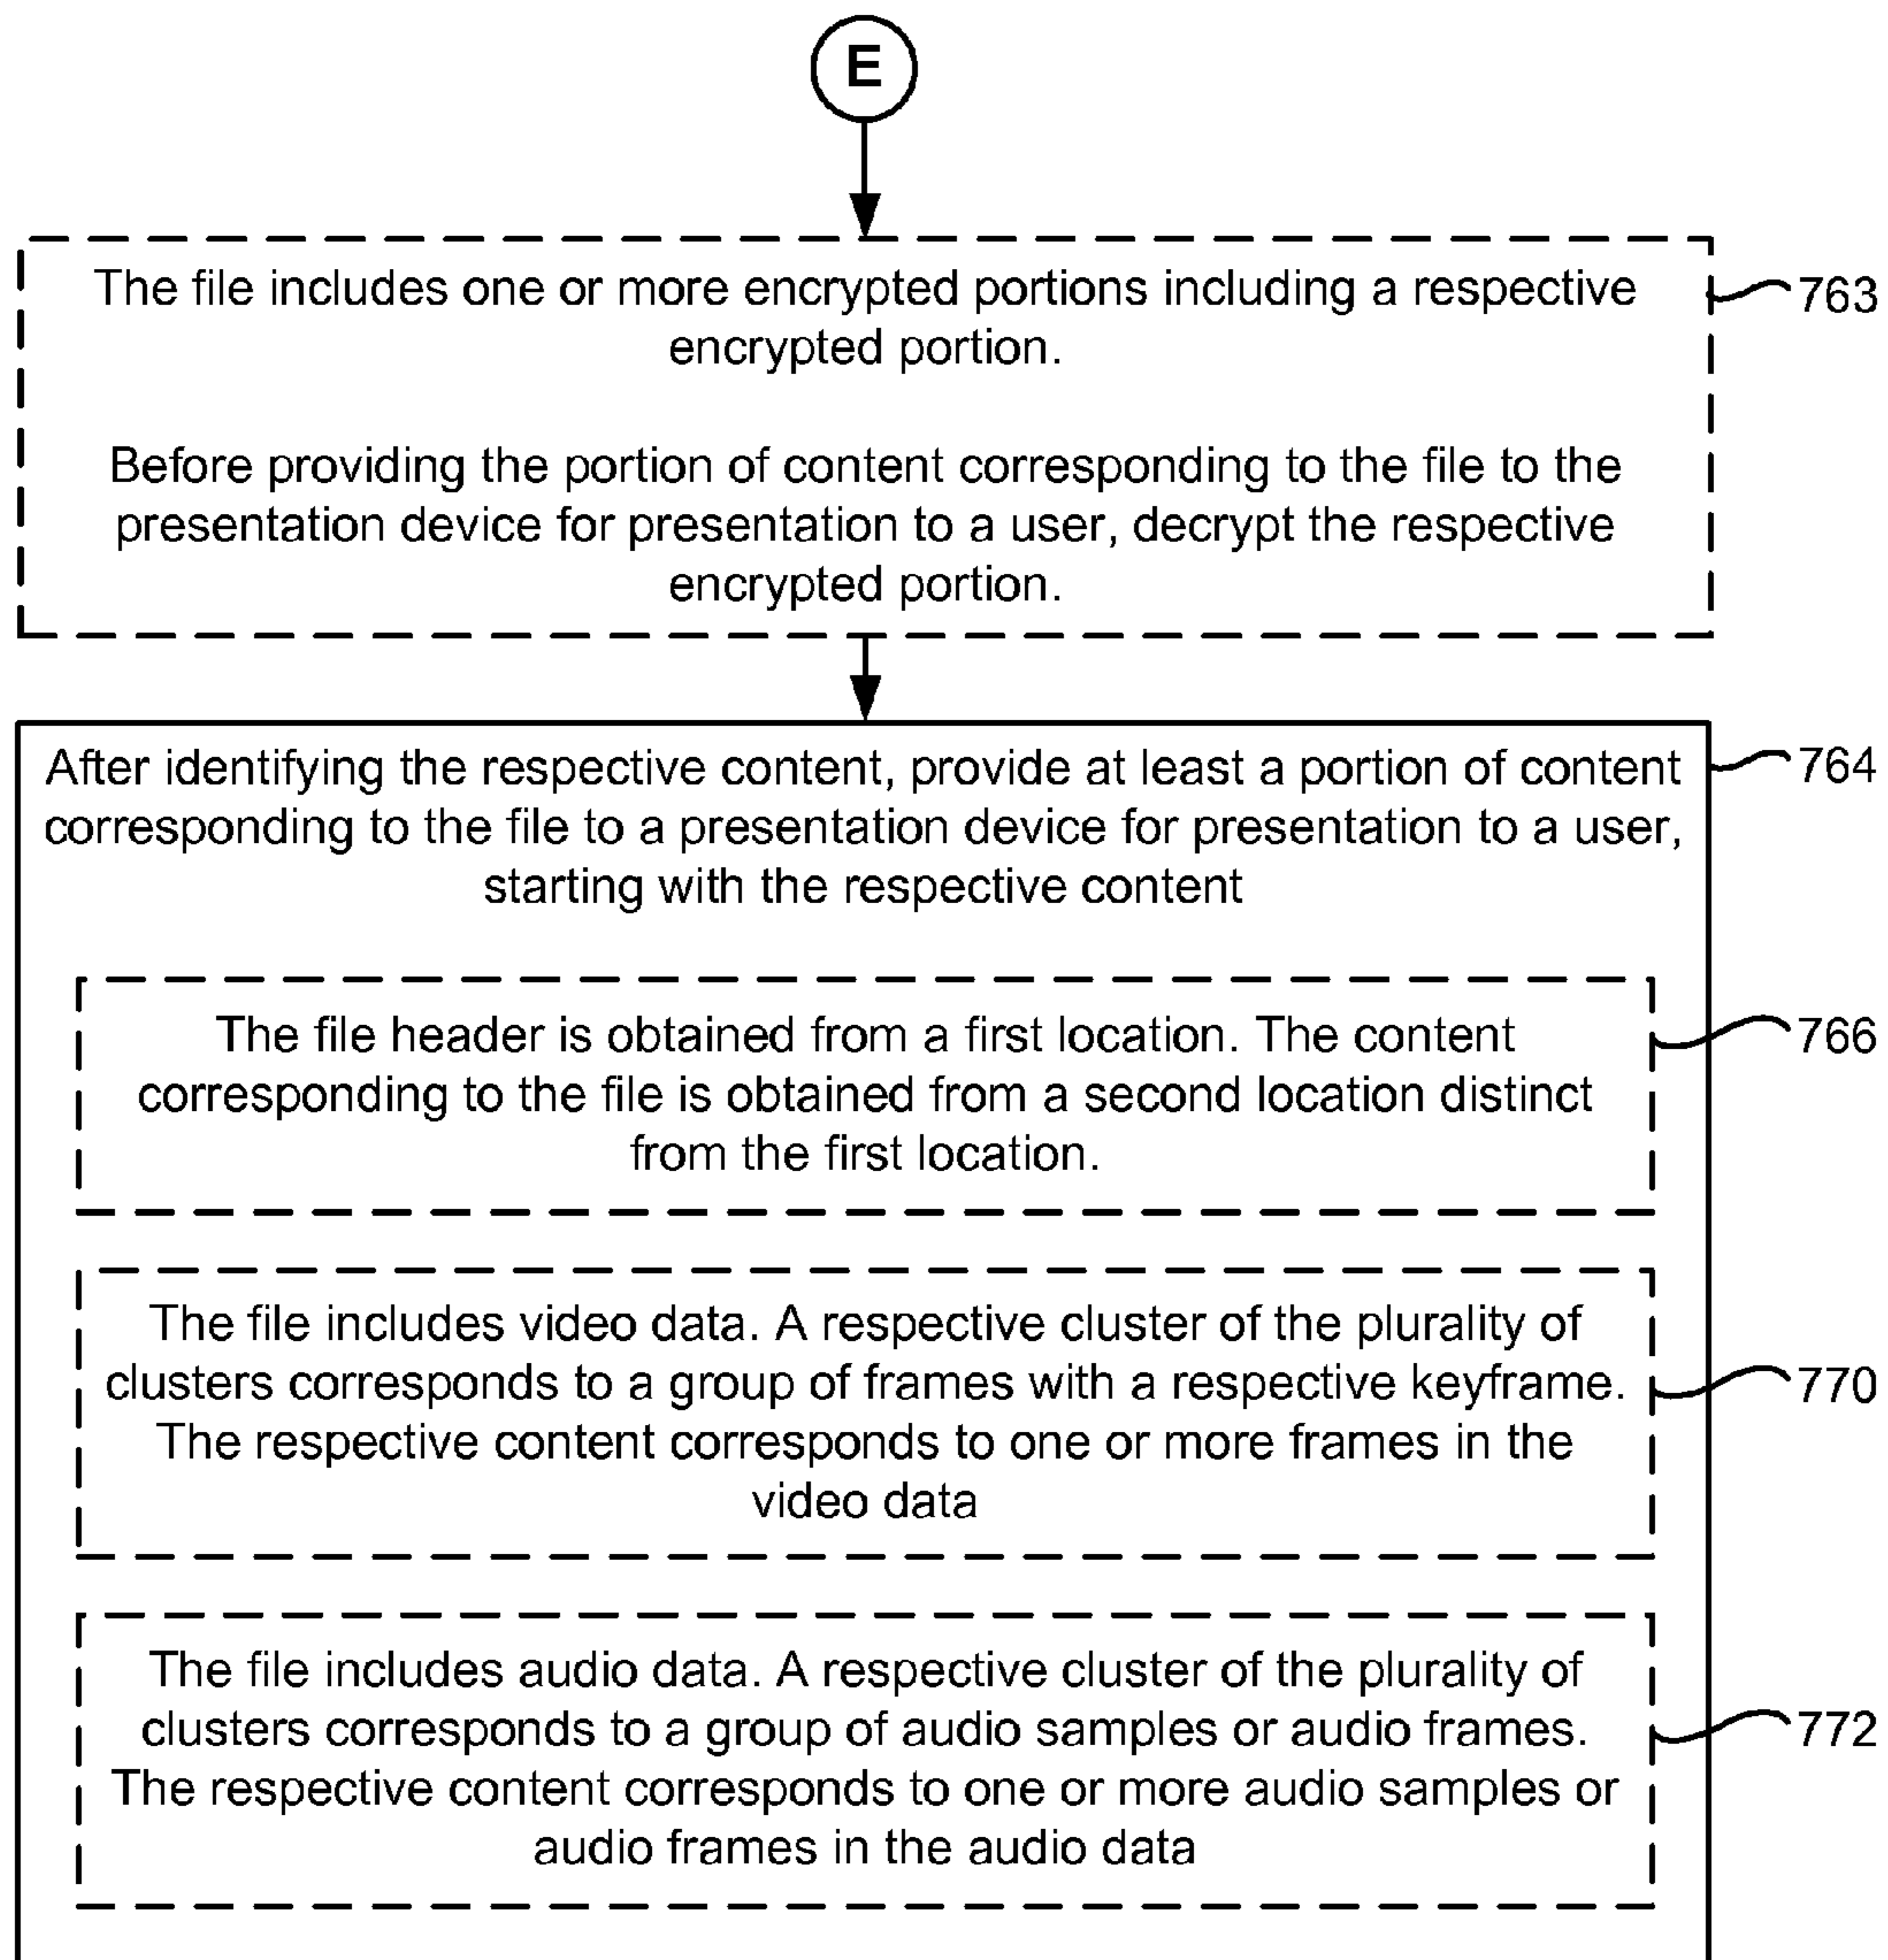 E
The file includes one or more encrypted portions including a respective
encrypted portion.
763
Before providing the portion of content corresponding to the file to the
presentation device for presentation to a user, decrypt the respective
encrypted portion.
After identifying the respective content, provide at least a portion of content
764
corresponding to the file to a presentation device for presentation to a user,
starting with the respective content
The file header is obtained from a first location. The content
766
corresponding to the file is obtained from a second location distinct
from the first location.
The file includes video data. A respective cluster of the plurality of
clusters corresponds to a group of frames with a respective keyframe.
770
The respective content corresponds to one or more frames in the
video data
The file includes audio data. A respective cluster of the plurality of
clusters corresponds to a group of audio samples or audio frames.
772
The respective content corresponds to one or more audio samples or
audio frames in the audio data